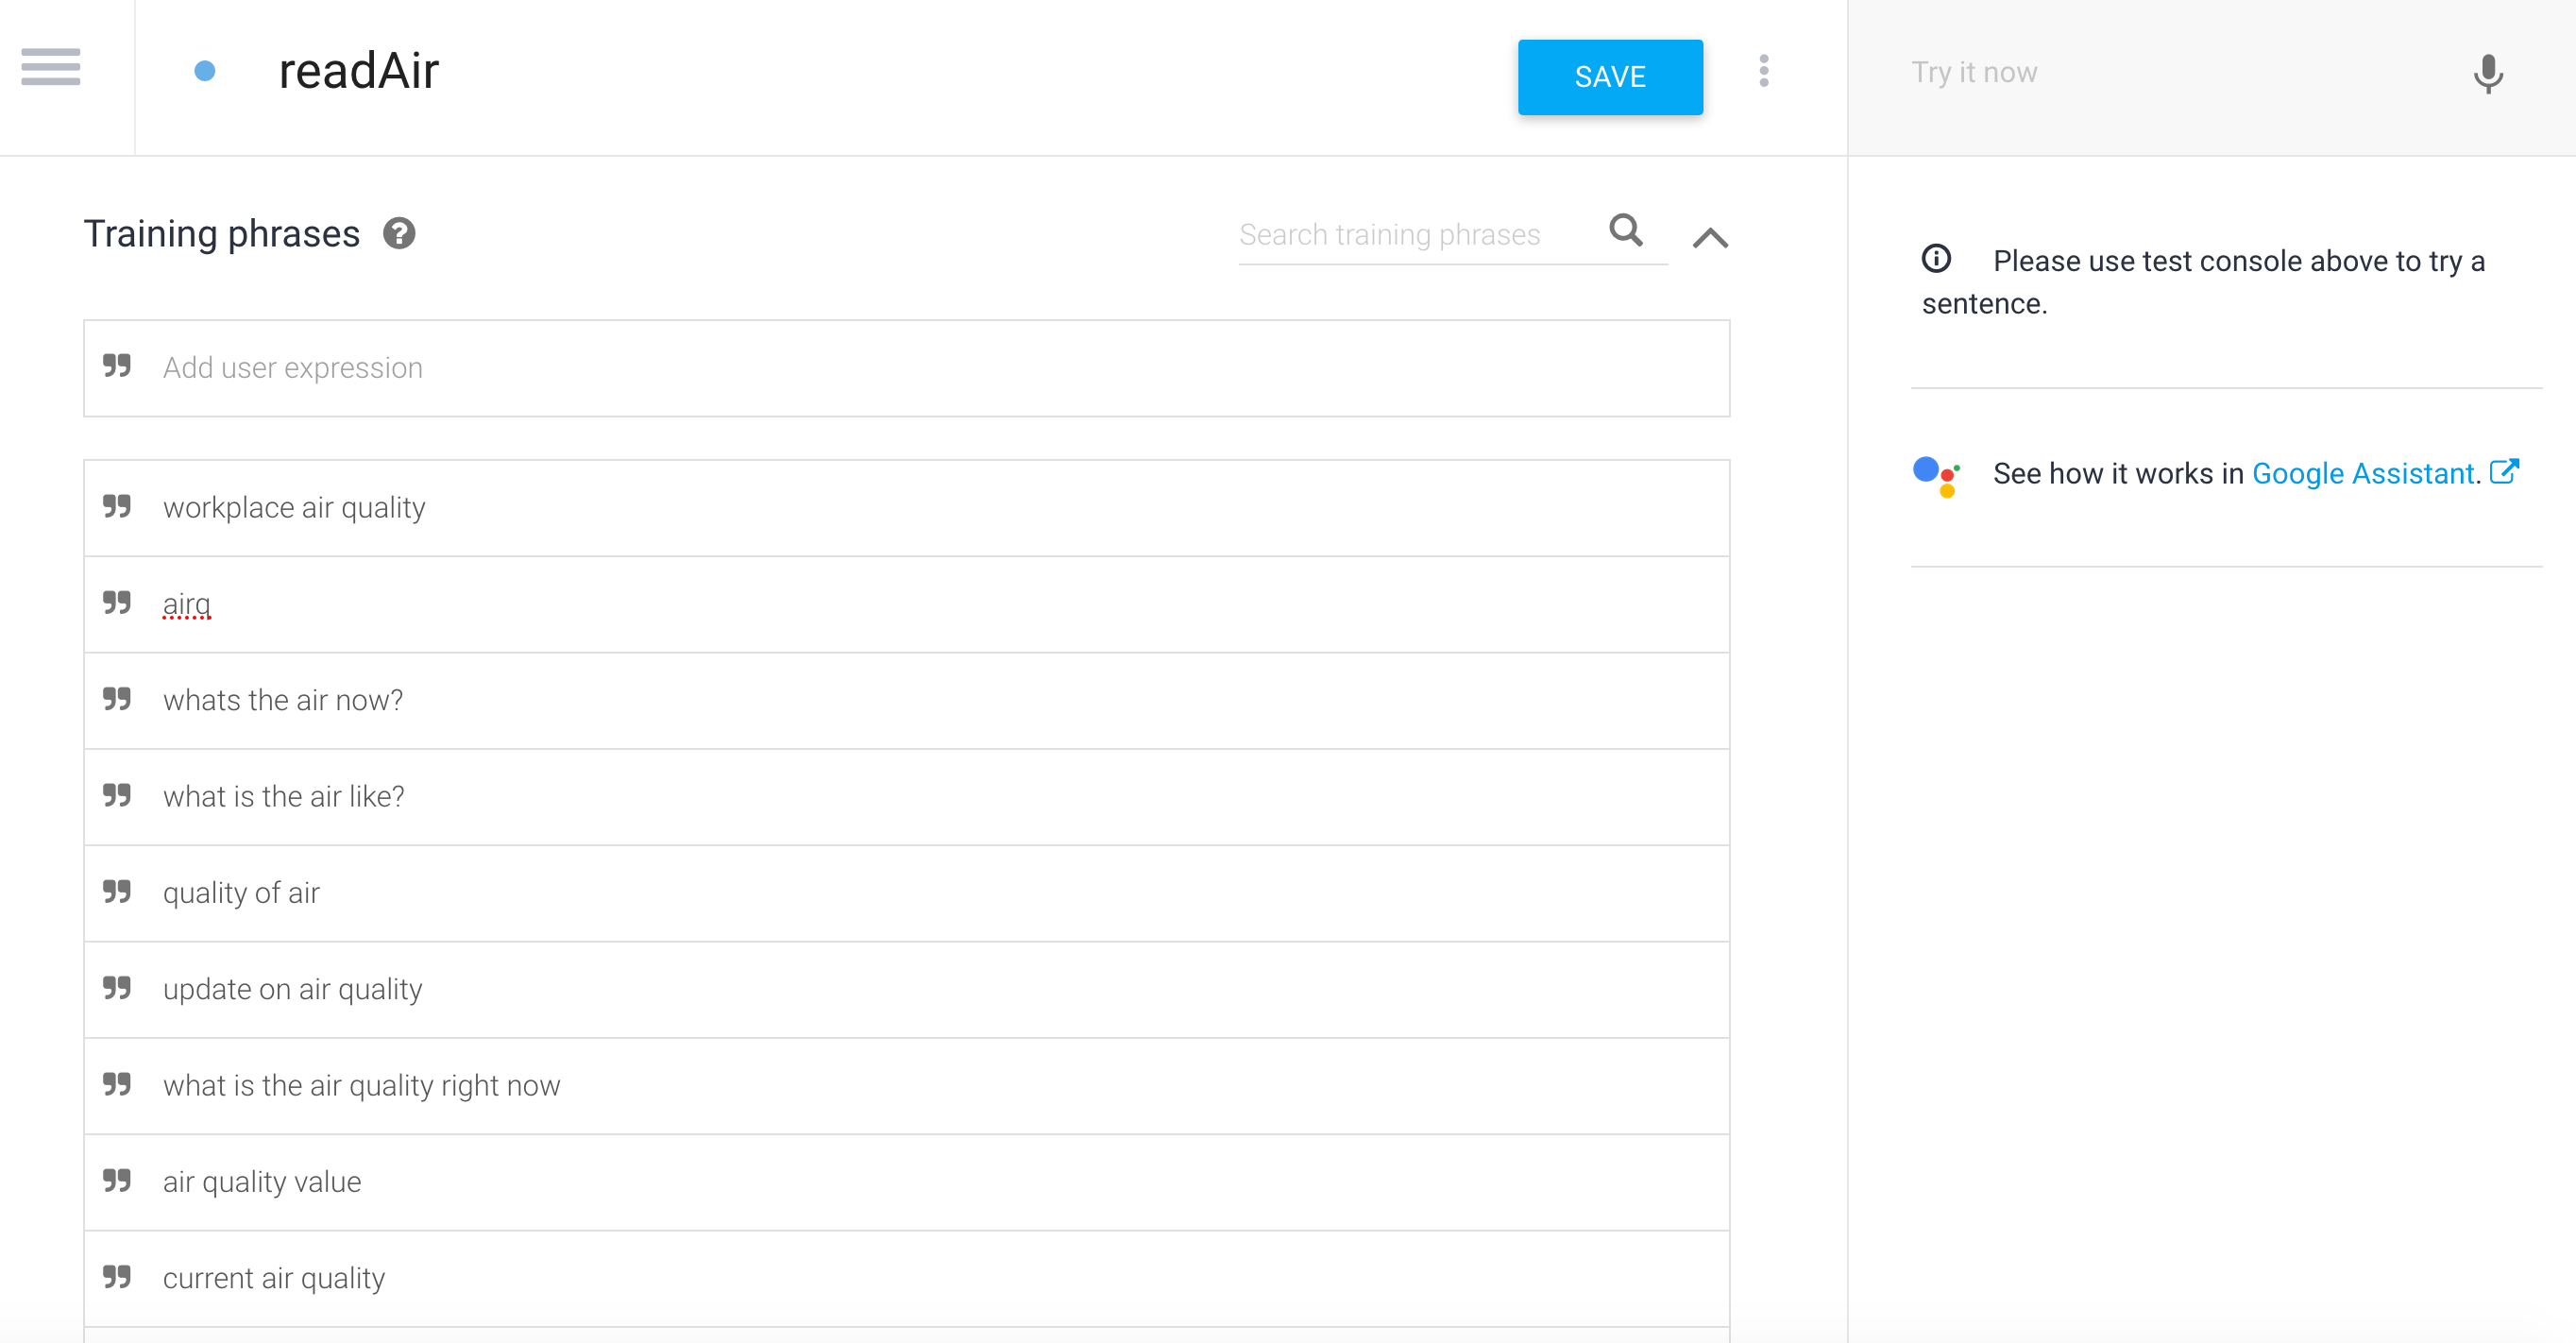 readAir
SAVE
Try it now
Training phrases
Search training phrases
Please use test console above to try a
sentence.
Add user expression
See how it works in Google Assistant.
workplace air quality
airq
whats the air now?
what is the air like?
quality of air
update on air quality
what is the air quality right now
air quality value
current air quality